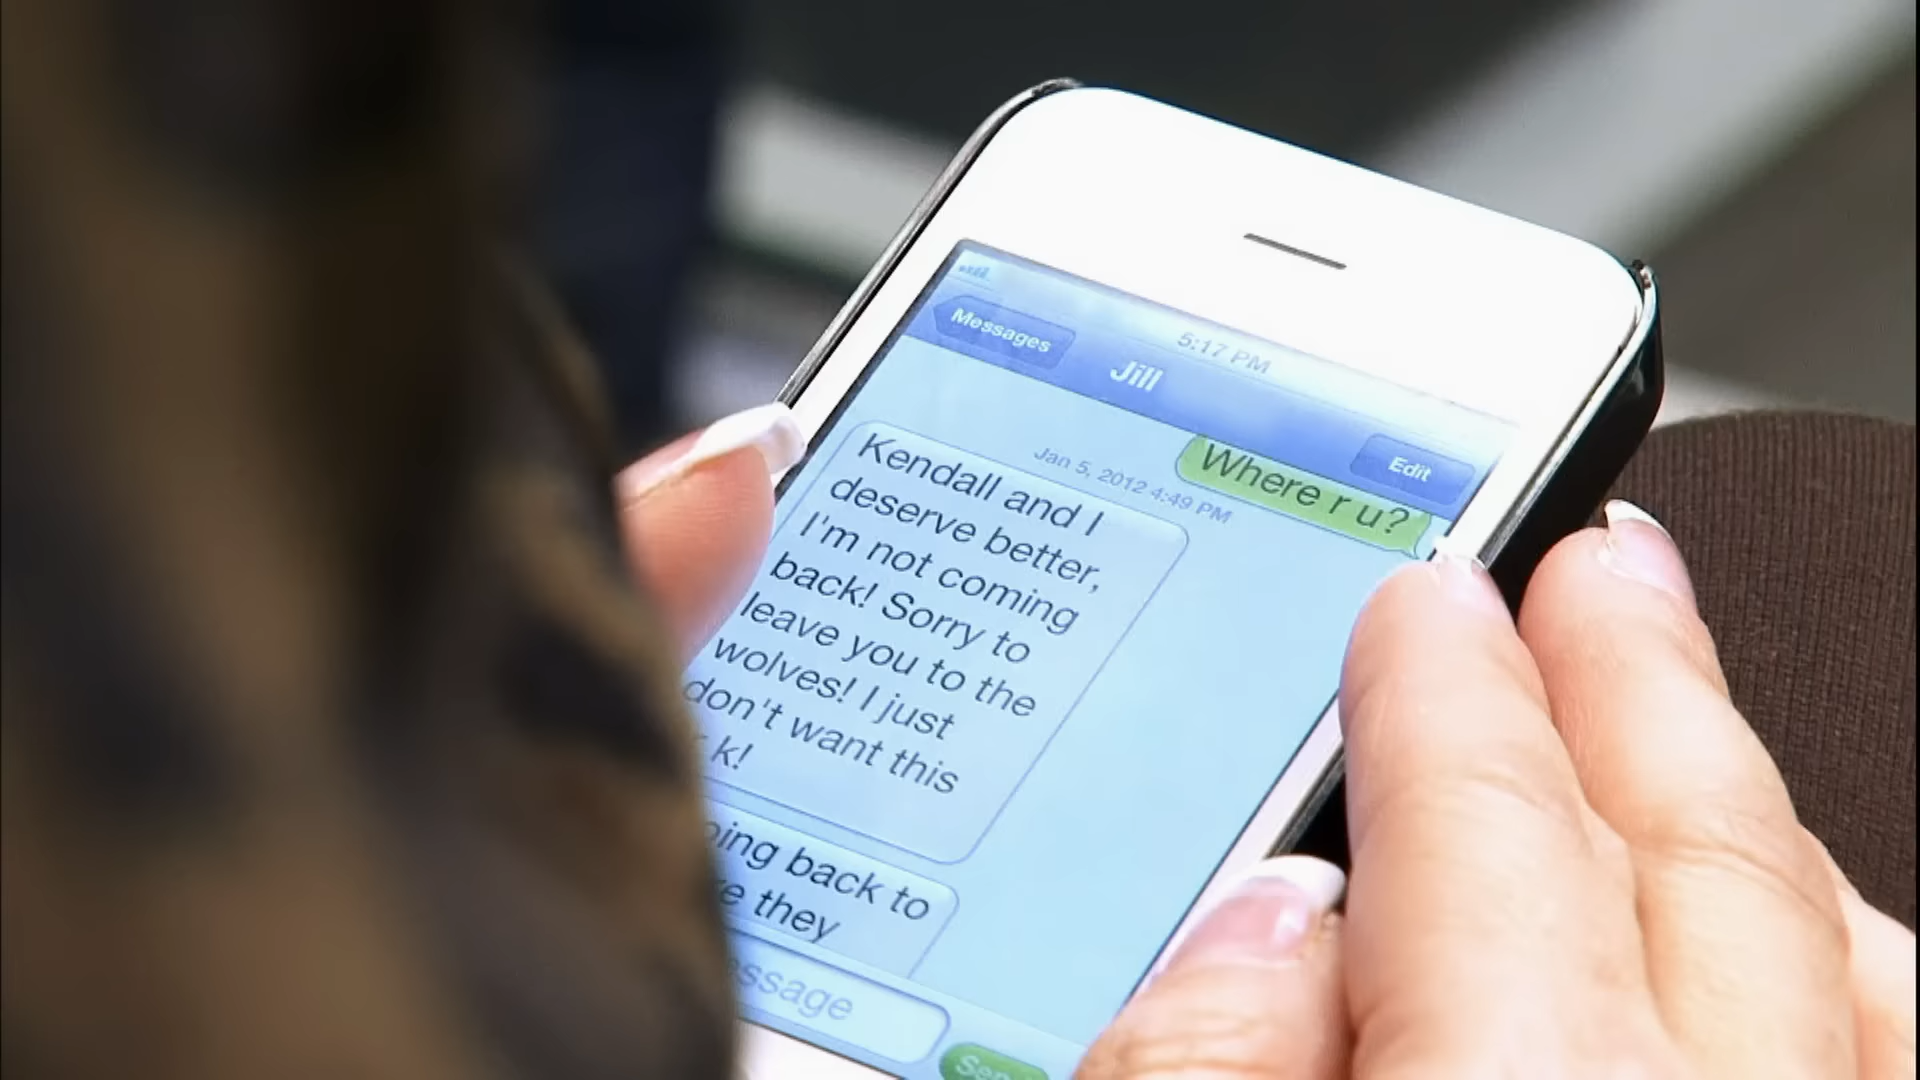 5:17 PM
Messages
Jill
Edit
Where r u?
Jan 5, 2012 4:49 PM
Kendall and I
deserve better,
I'm not coming
back! Sorry to
leave you to the
wolves! I just
don't want this
k!
back to
they